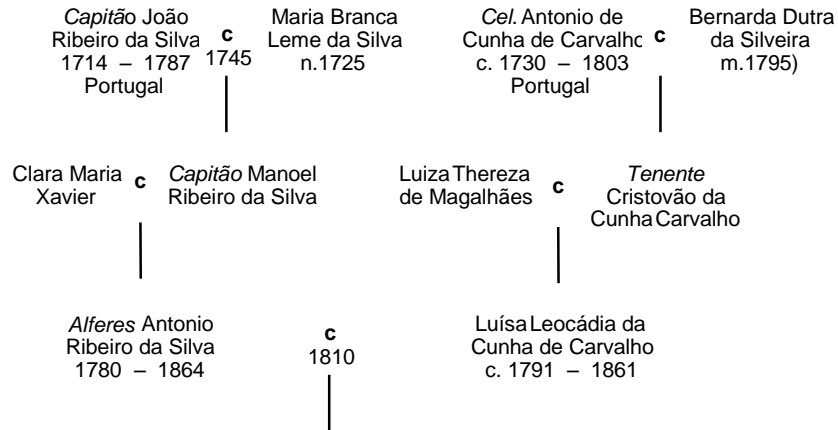 Capitão João
Ribeiro da Silva
1714 – 1787
Portugal
c
1745
Maria Branca
Leme da Silva
n.1725
Cel. Antonio de
Cunha de Carvalho
c. 1730 – 1803
Portugal
c
Bernarda Dutra
da Silveira
m.1795)
Clara Maria
Xavier
c
Capitão Manoel
Ribeiro da Silva
Luiza Thereza
de Magalhães
c
Tenente
Cristovão da
Cunha Carvalho
Alferes Antonio
Ribeiro da Silva
1780 – 1864
c
1810
Luísa Leocádia da
Cunha de Carvalho
c. 1791 – 1861